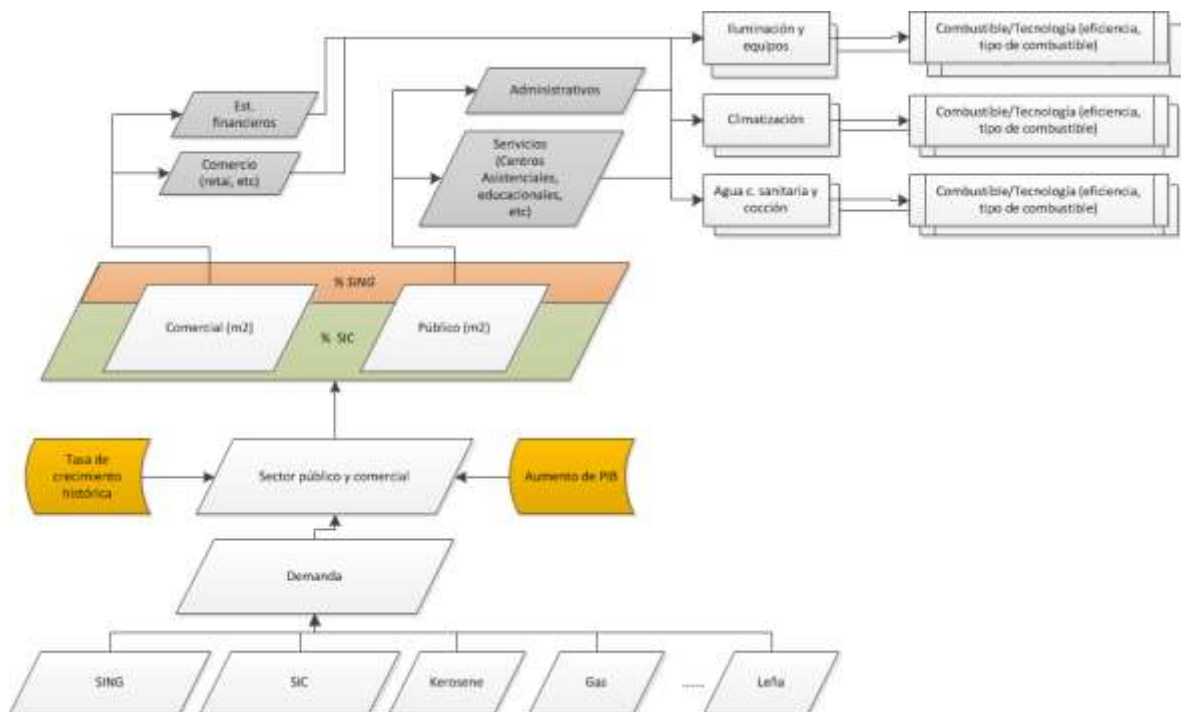 Iluminación y
equipos
Combustible/Tecnología (eficiencia,
tipo de combustible)
Est.
financieros
Administrativos
Climatización
Combustible/Tecnología (eficiencia,
tipo de combustible)
Comercio
(retai, etc)
Serivicios
(Centros
Asistenciales,
educacionales,
etc)
Agua c. sanitaria y
cocción
Combustible/Tecnología (eficiencia,
tipo de combustible)
% SING
Comercial (m2)
% SIC
Público (m2)
Tasa de
crecimiento
histórica
Sector público y comercial
Aumento de PIB
Demanda
SING
SIC
Kerosene
Gas
......
Leña